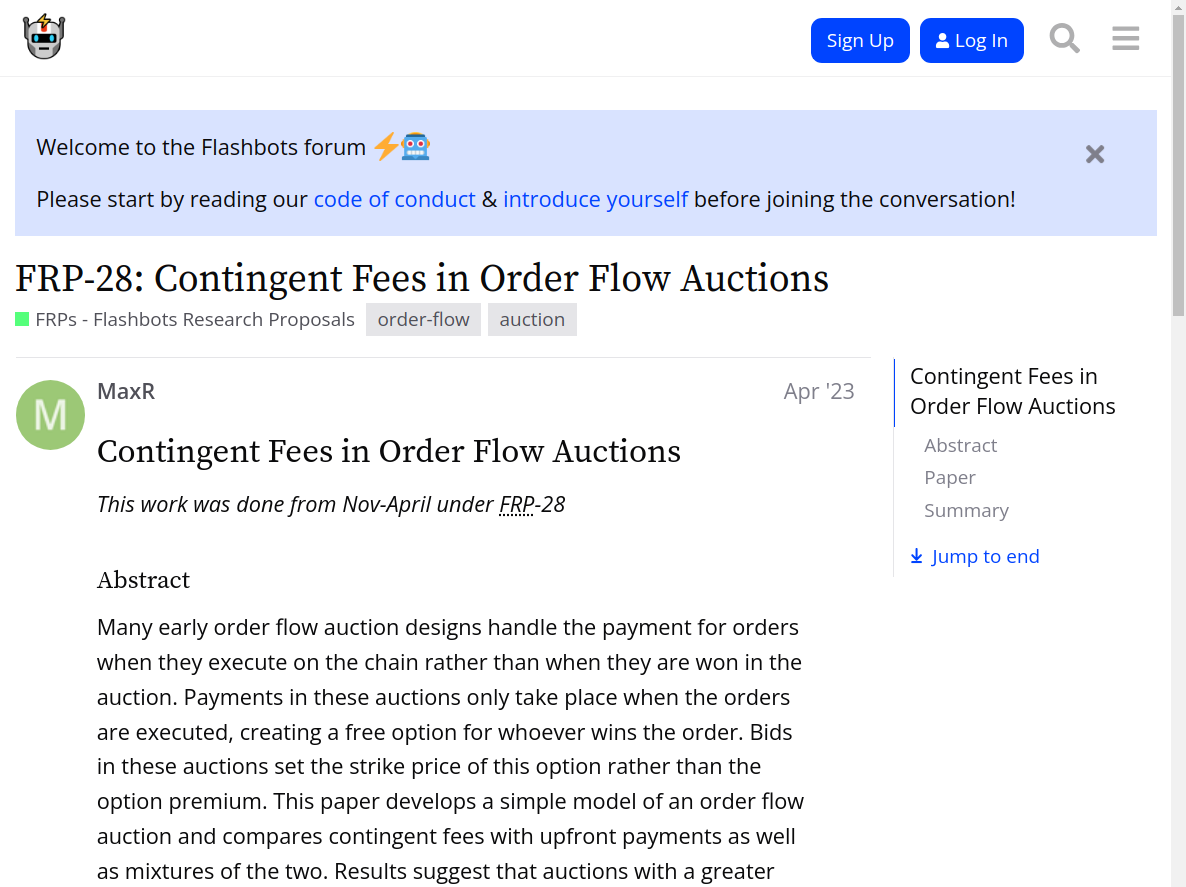 Sign Up
Log In
Welcome to the Flashbots forum
Please start by reading our code of conduct & introduce yourself before joining the conversation!
FRP-28: Contingent Fees in Order Flow Auctions
FRPs - Flashbots Research Proposals
order-flow
auction
M
MaxR
Apr '23
Contingent Fees in Order Flow Auctions
This work was done from Nov-April under FRP-28
Abstract
Many early order flow auction designs handle the payment for orders
when they execute on the chain rather than when they are won in the
auction. Payments in these auctions only take place when the orders
are executed, creating a free option for whoever wins the order. Bids
in these auctions set the strike price of this option rather than the
option premium. This paper develops a simple model of an order flow
auction and compares contingent fees with upfront payments as well
as mixtures of the two. Results suggest that auctions with a greater
Contingent Fees in
Order Flow Auctions
Abstract
Paper
Summary
Jump to end